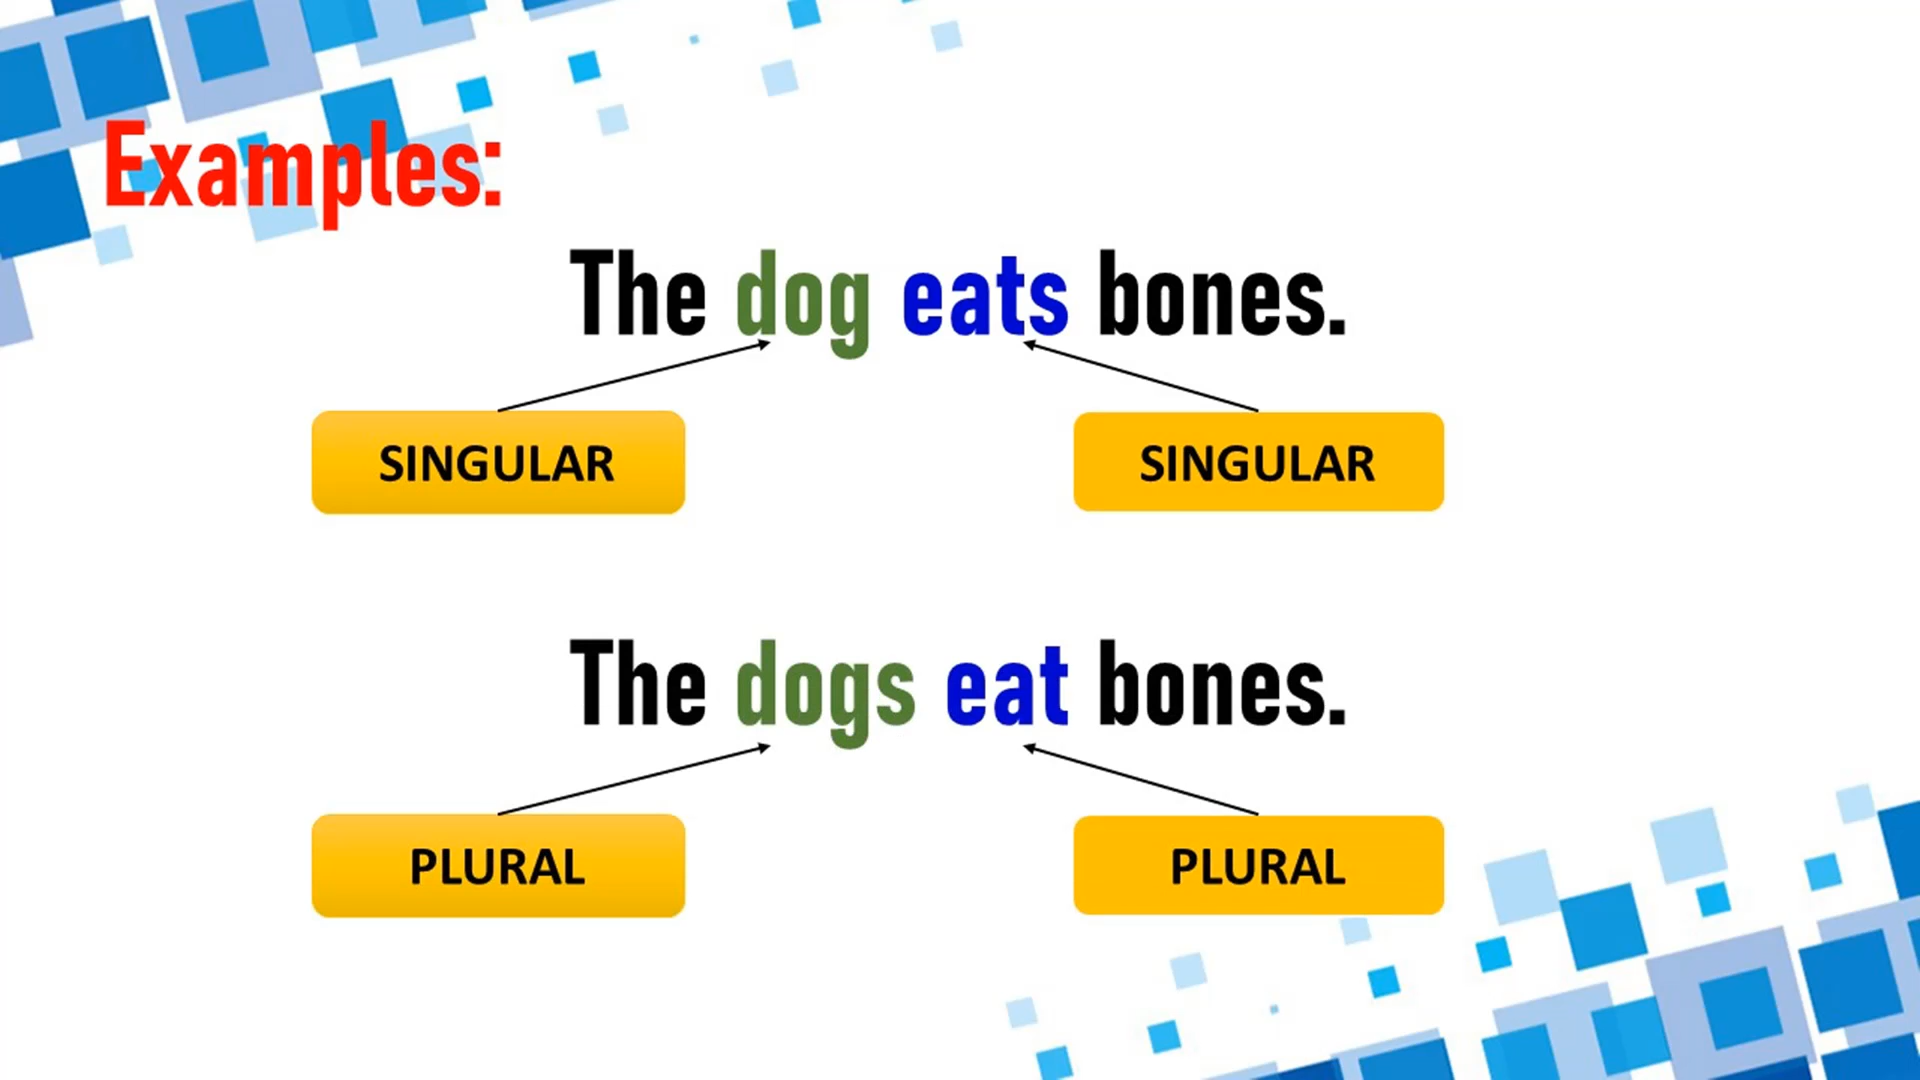 Examples:
The dog eats bones.
SINGULAR SINGULAR
The dogs eat bones.
PLURAL PLURAL